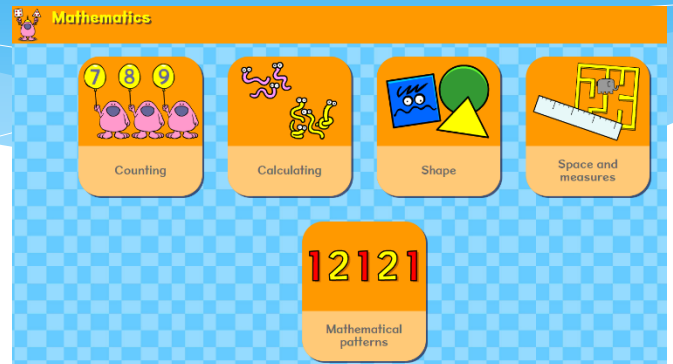 Mathematics
7 8 9
Counting
Calculating
Shape
Space and
measures
12121
Mathematical
patterns